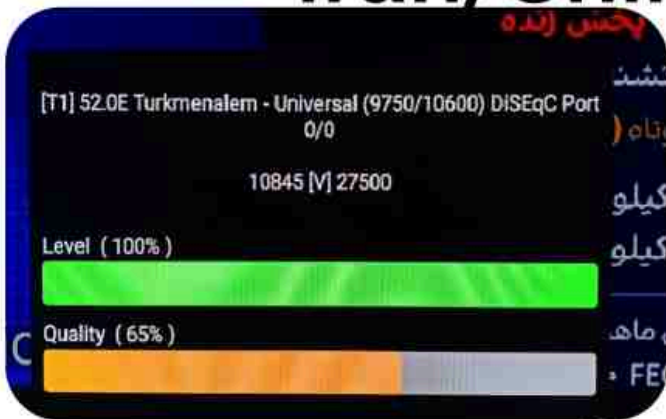 پخش زنده
[T1] 52.0E Turkmenalem - Universal (9750/10600) DiSEqC Port
0/0
10845 [V] 27500
کیلو
Level ( 100% )
کیلو
Quality ( 65% )
FEC